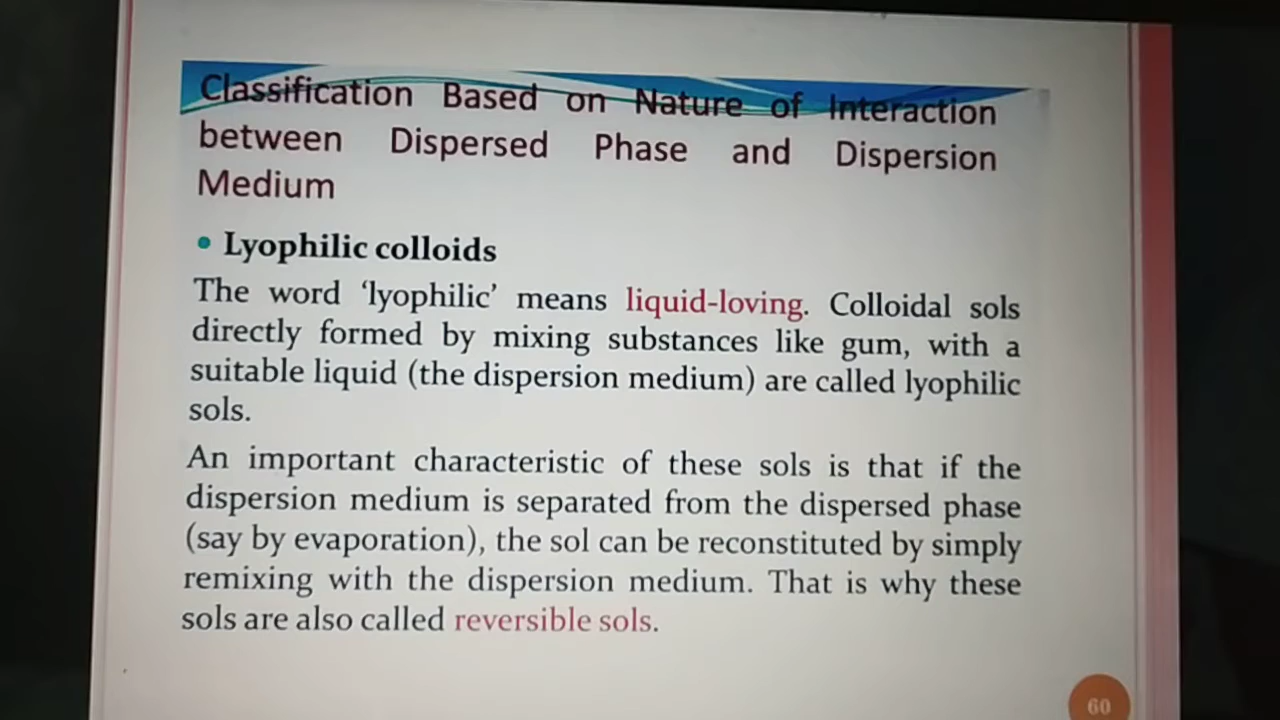 Classification Based on Nature of Interaction
between Dispersed Phase and Dispersion
Medium
• Lyophilic colloids
The word ‘lyophilic’ means liquid-loving. Colloidal sols
directly formed by mixing substances like gum, with a
suitable liquid (the dispersion medium) are called lyophilic
sols.
An important characteristic of these sols is that if the
dispersion medium is separated from the dispersed phase
(say by evaporation), the sol can be reconstituted by simply
remixing with the dispersion medium. That is why these
sols are also called reversible sols.
60